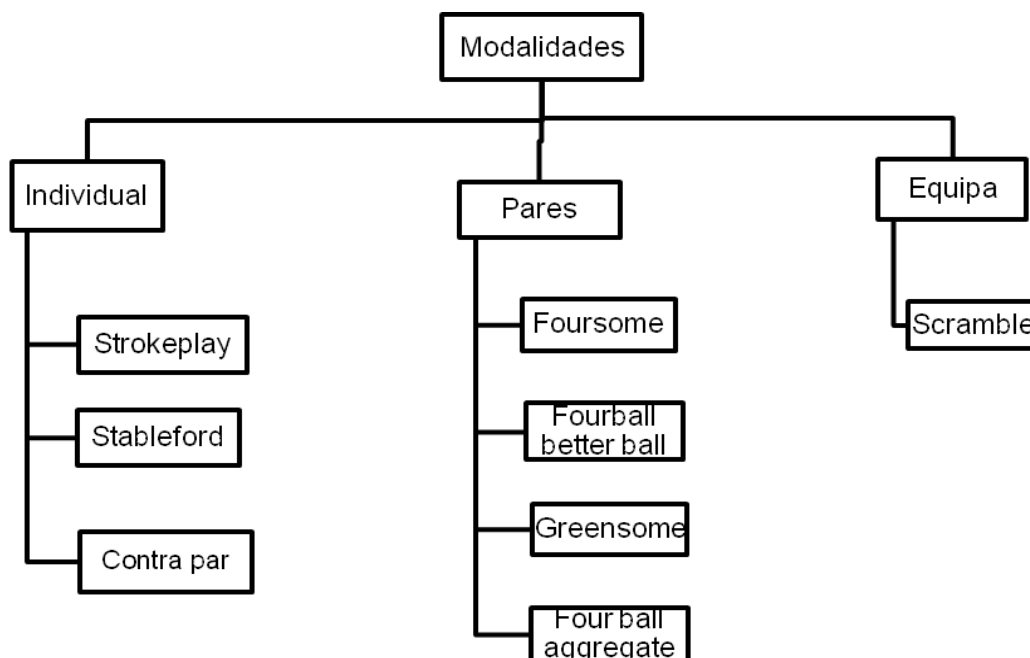 Modalidades
Individual
Pares
Equipa
Strokeplay
Stableford
Contra par
Foursome
Fourball
better ball
Greensome
Four ball
aggregate
Scramble